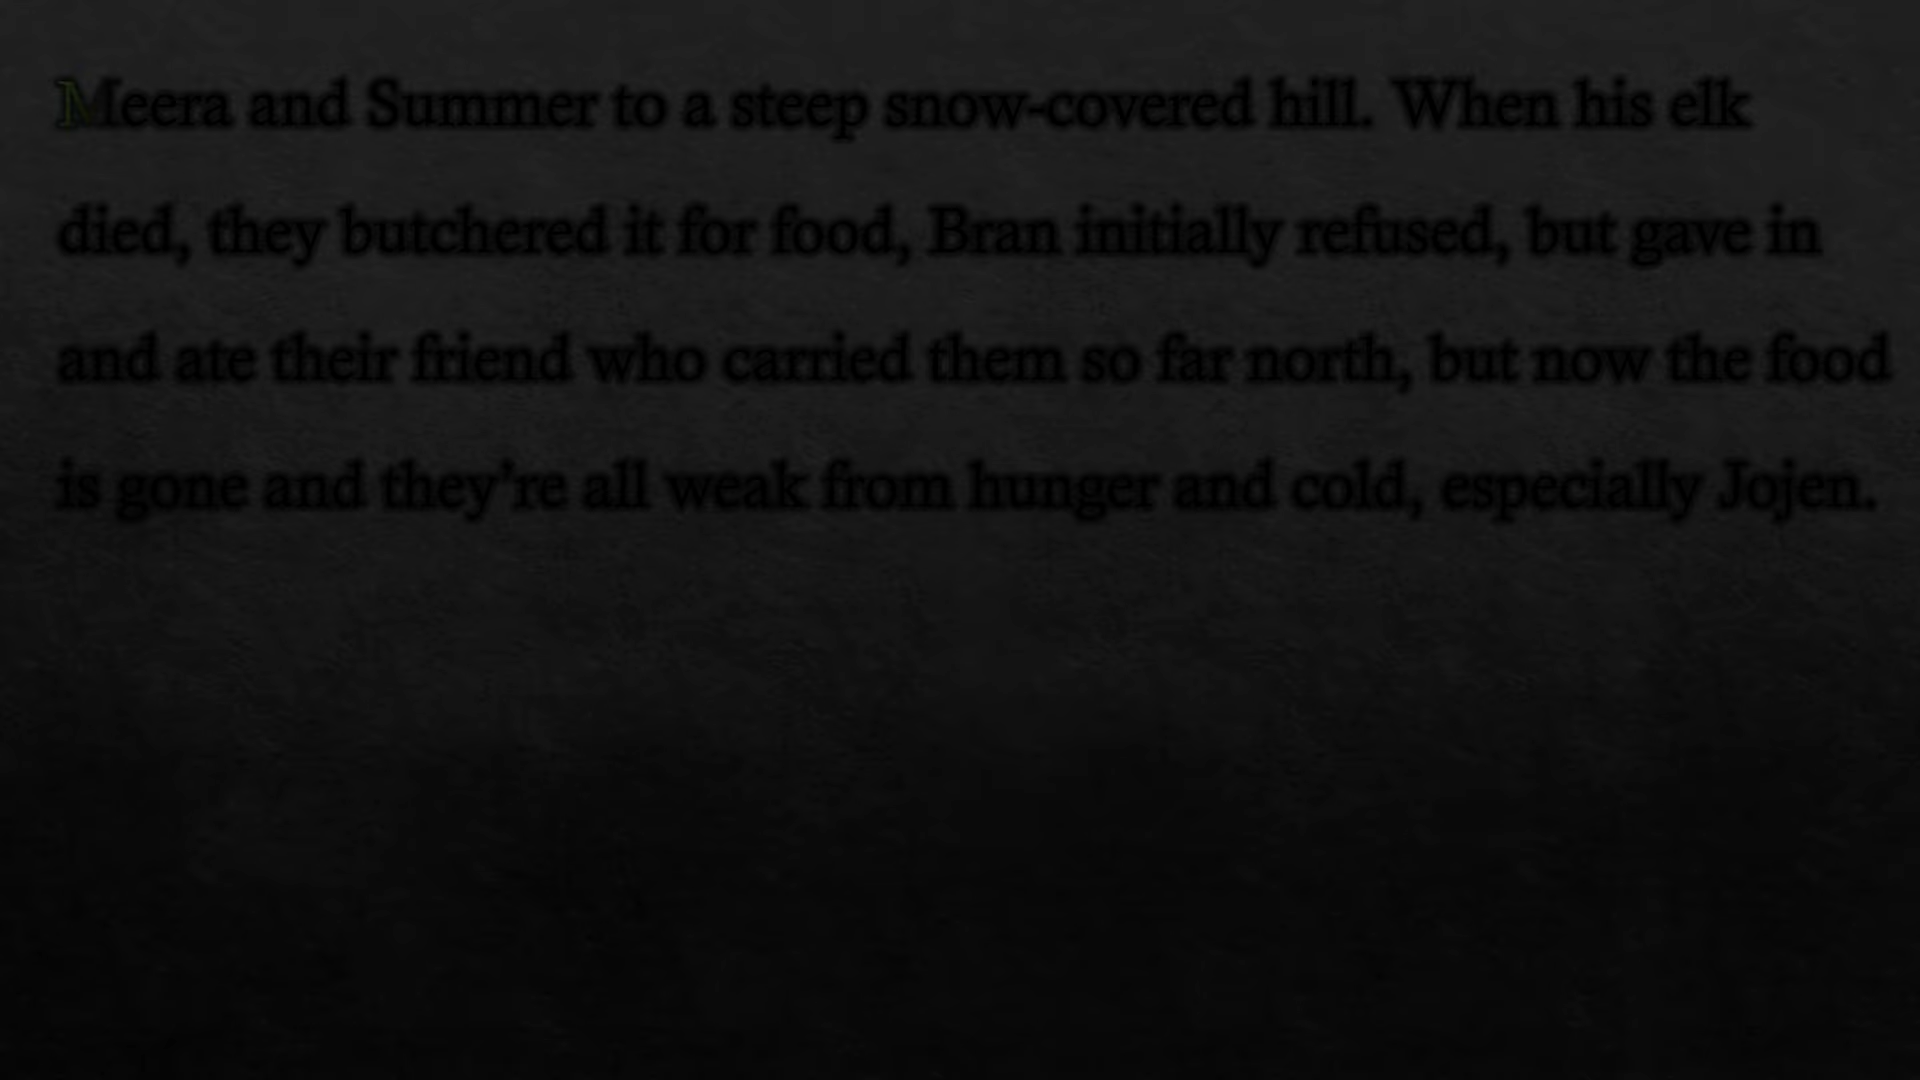 Meera and Summer to a steep snow-covered hill. When his elk
died, they butchered it for food, Bran initially refused, but gave in
and ate their friend who carried them so far north, but now the food
is gone and they're all weak from hunger and cold, especially Jojen.